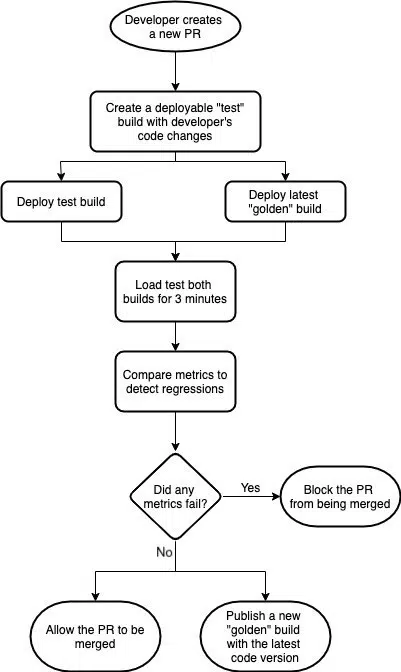 Developer creates
a new PR
Create a deployable "test"
build with developer's
code changes
Deploy test build
Deploy latest
"golden" build
Load test both
builds for 3 minutes
Compare metrics to
detect regressions
Did any
metrics fail?
Yes
Block the PR
from being merged
No
Allow the PR to be
merged
Publish a new
"golden" build
with the latest
code version